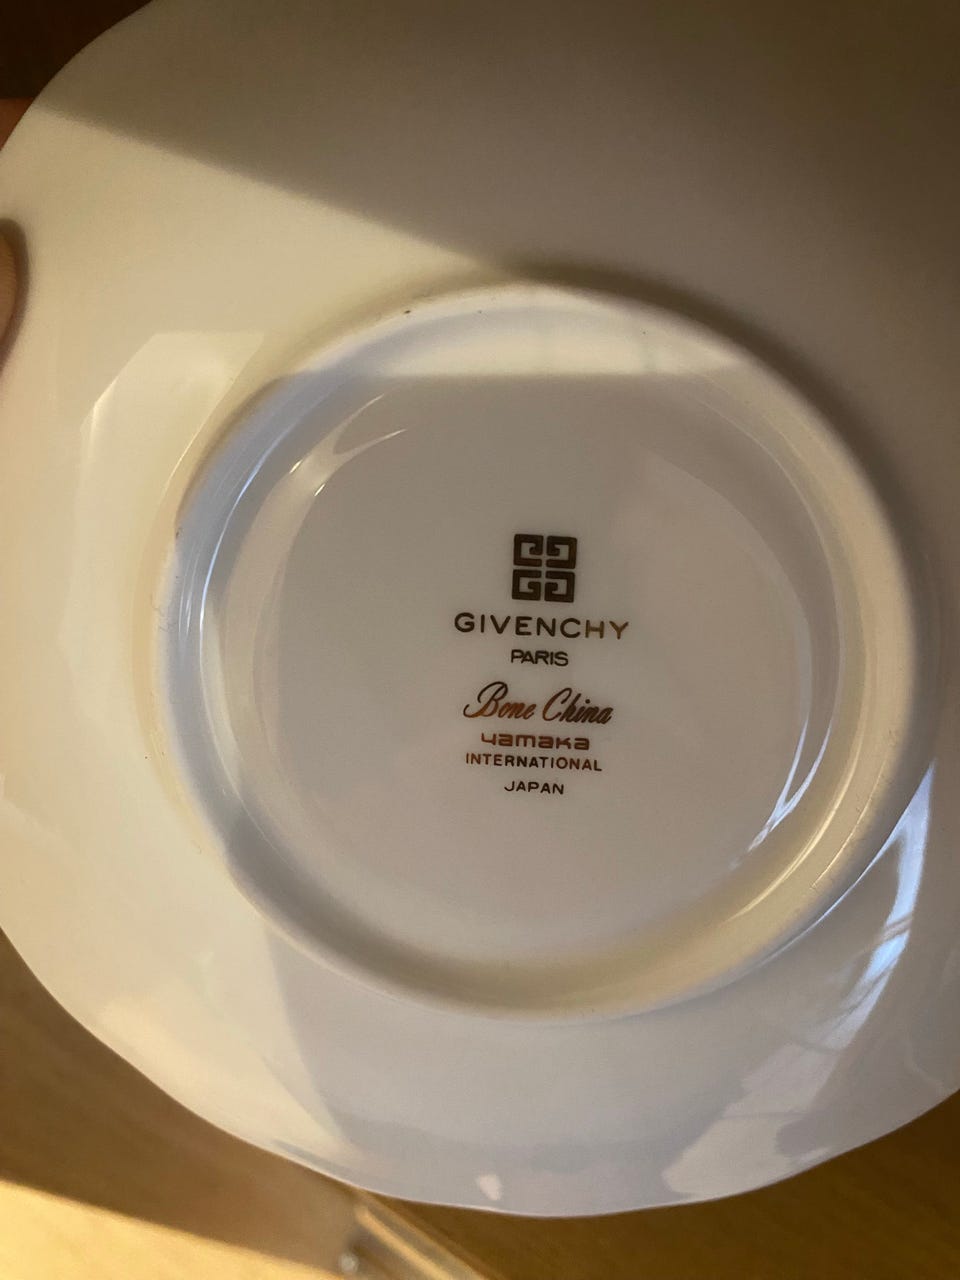 GIVENCHY
PARIS
Bone China
yamaka
INTERNATIONAL
JAPAN